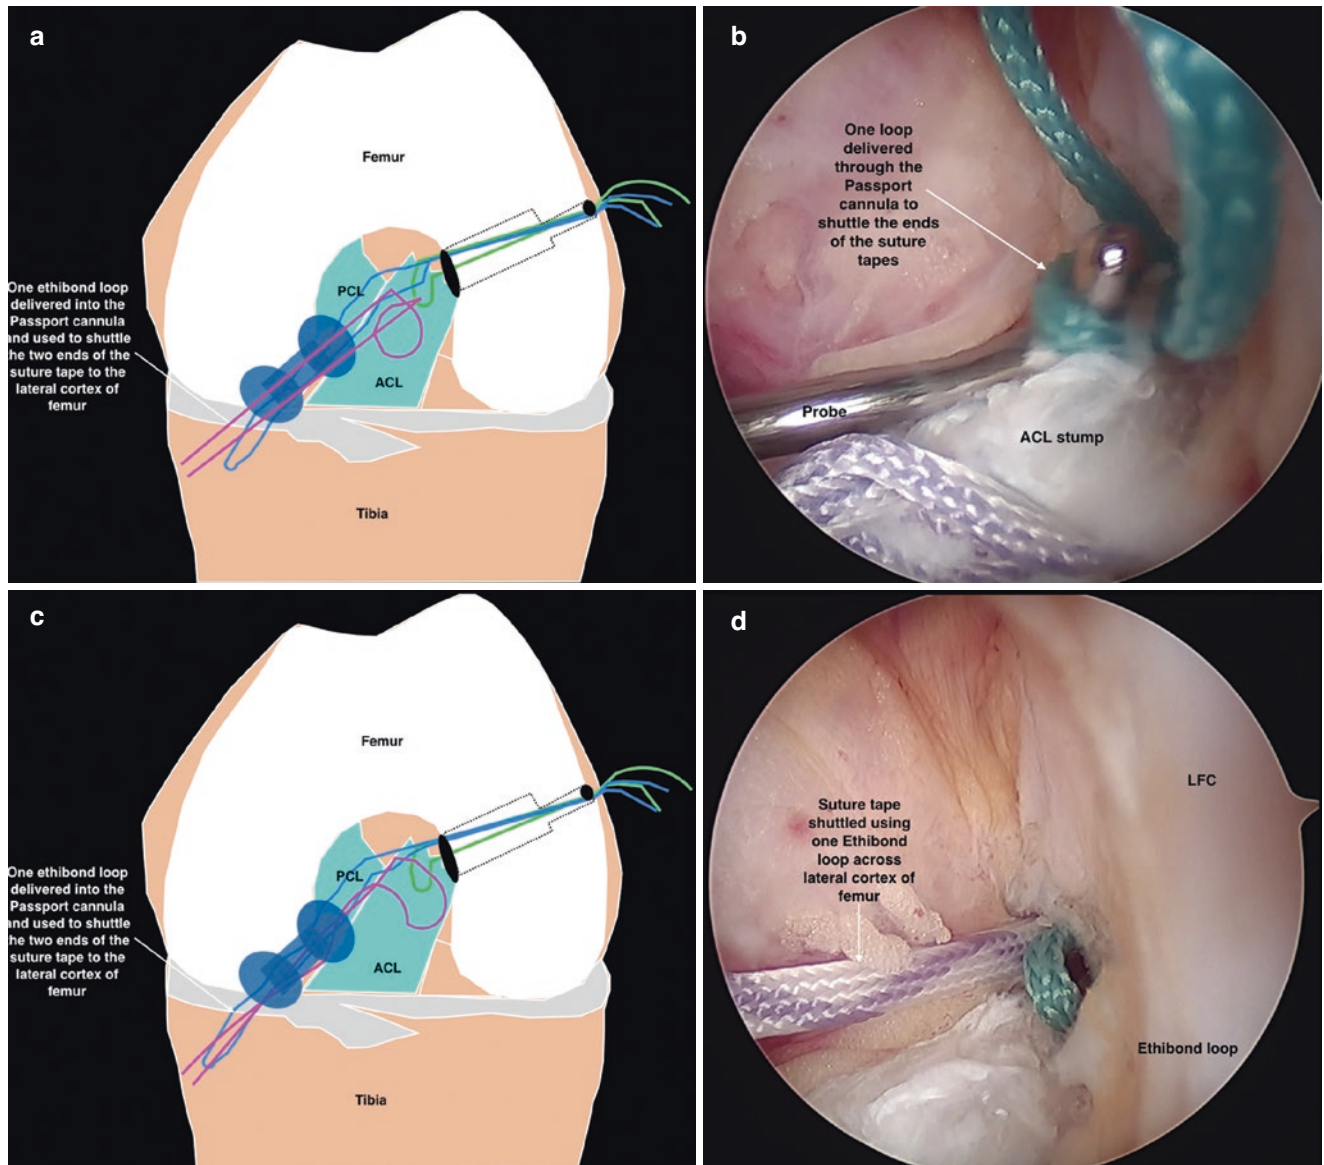 a
Femur
PCL
ACL
One ethibond loop
delivered into the
Passport cannula
and used to shuttle
the two ends of the
suture tape to the
lateral cortex of
femur
Tibia
b
One loop
delivered
through the
Passport
cannula to
shuttle the ends
of the suture
tapes
Probe
ACL stump
c
Femur
PCL
ACL
One ethibond loop
delivered into the
Passport cannula
and used to shuttle
the two ends of the
suture tape to the
lateral cortex of
femur
Tibia
d
LFC
Suture tape
shuttled using
one Ethibond
loop across
lateral cortex of
femur
Ethibond loop